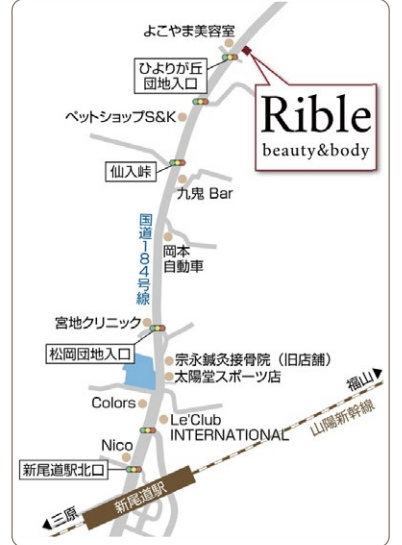 よこやま美容室
ひよりが丘
団地入口
Rible
beauty&body
ペットショップS&K
仙入峠
九鬼 Bar
国道184号線
岡本
自動車
宮地クリニック
松岡団地入口
宗永鍼灸接骨院（旧店舗）
太陽堂スポーツ店
福山
山陽新幹線
Colors
Le'Club
INTERNATIONAL
Nico
新尾道駅北口
新尾道駅
三原